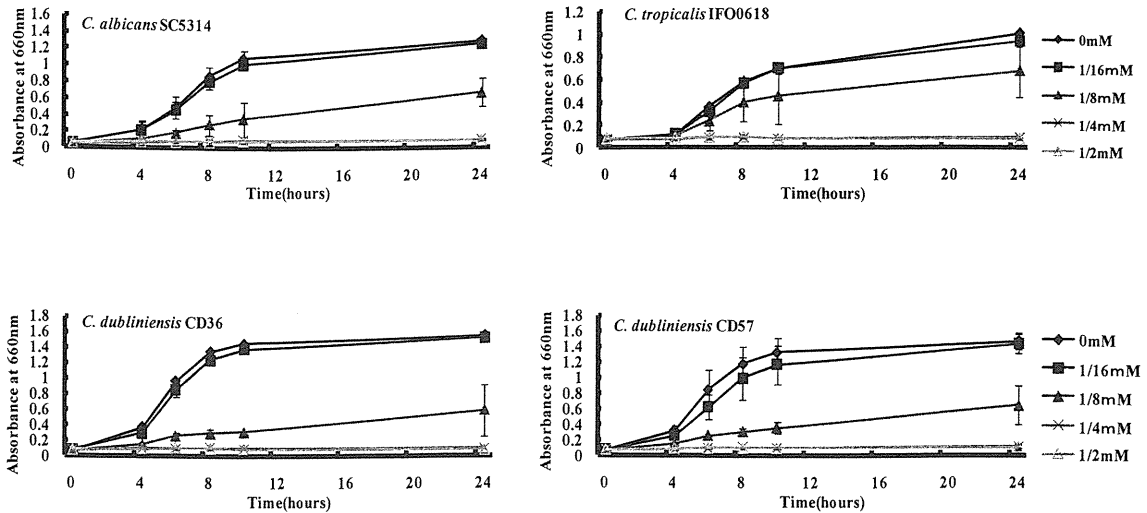 C. albicans SC5314
Absorbance at 660nm
1.6
1.4
1.2
1
0.8
0.6
0.4
0.2
0
0 4 8 12 16 20 24
Time(hours)
C. tropicalis IFO0618
Absorbance at 660nm
1.2
1
0.8
0.6
0.4
0.2
0
0 4 8 12 16 20 24
Time(hours)
0mM
1/16mM
1/8mM
1/4mM
1/2mM
C. dubliniensis CD36
Absorbance at 660nm
1.8
1.6
1.4
1.2
1
0.8
0.6
0.4
0.2
0
0 4 8 12 16 20 24
Time(hours)
C. dubliniensis CD57
Absorbance at 660nm
1.8
1.6
1.4
1.2
1
0.8
0.6
0.4
0.2
0
0 4 8 12 16 20 24
Time(hours)
0mM
1/16mM
1/8mM
1/4mM
1/2mM